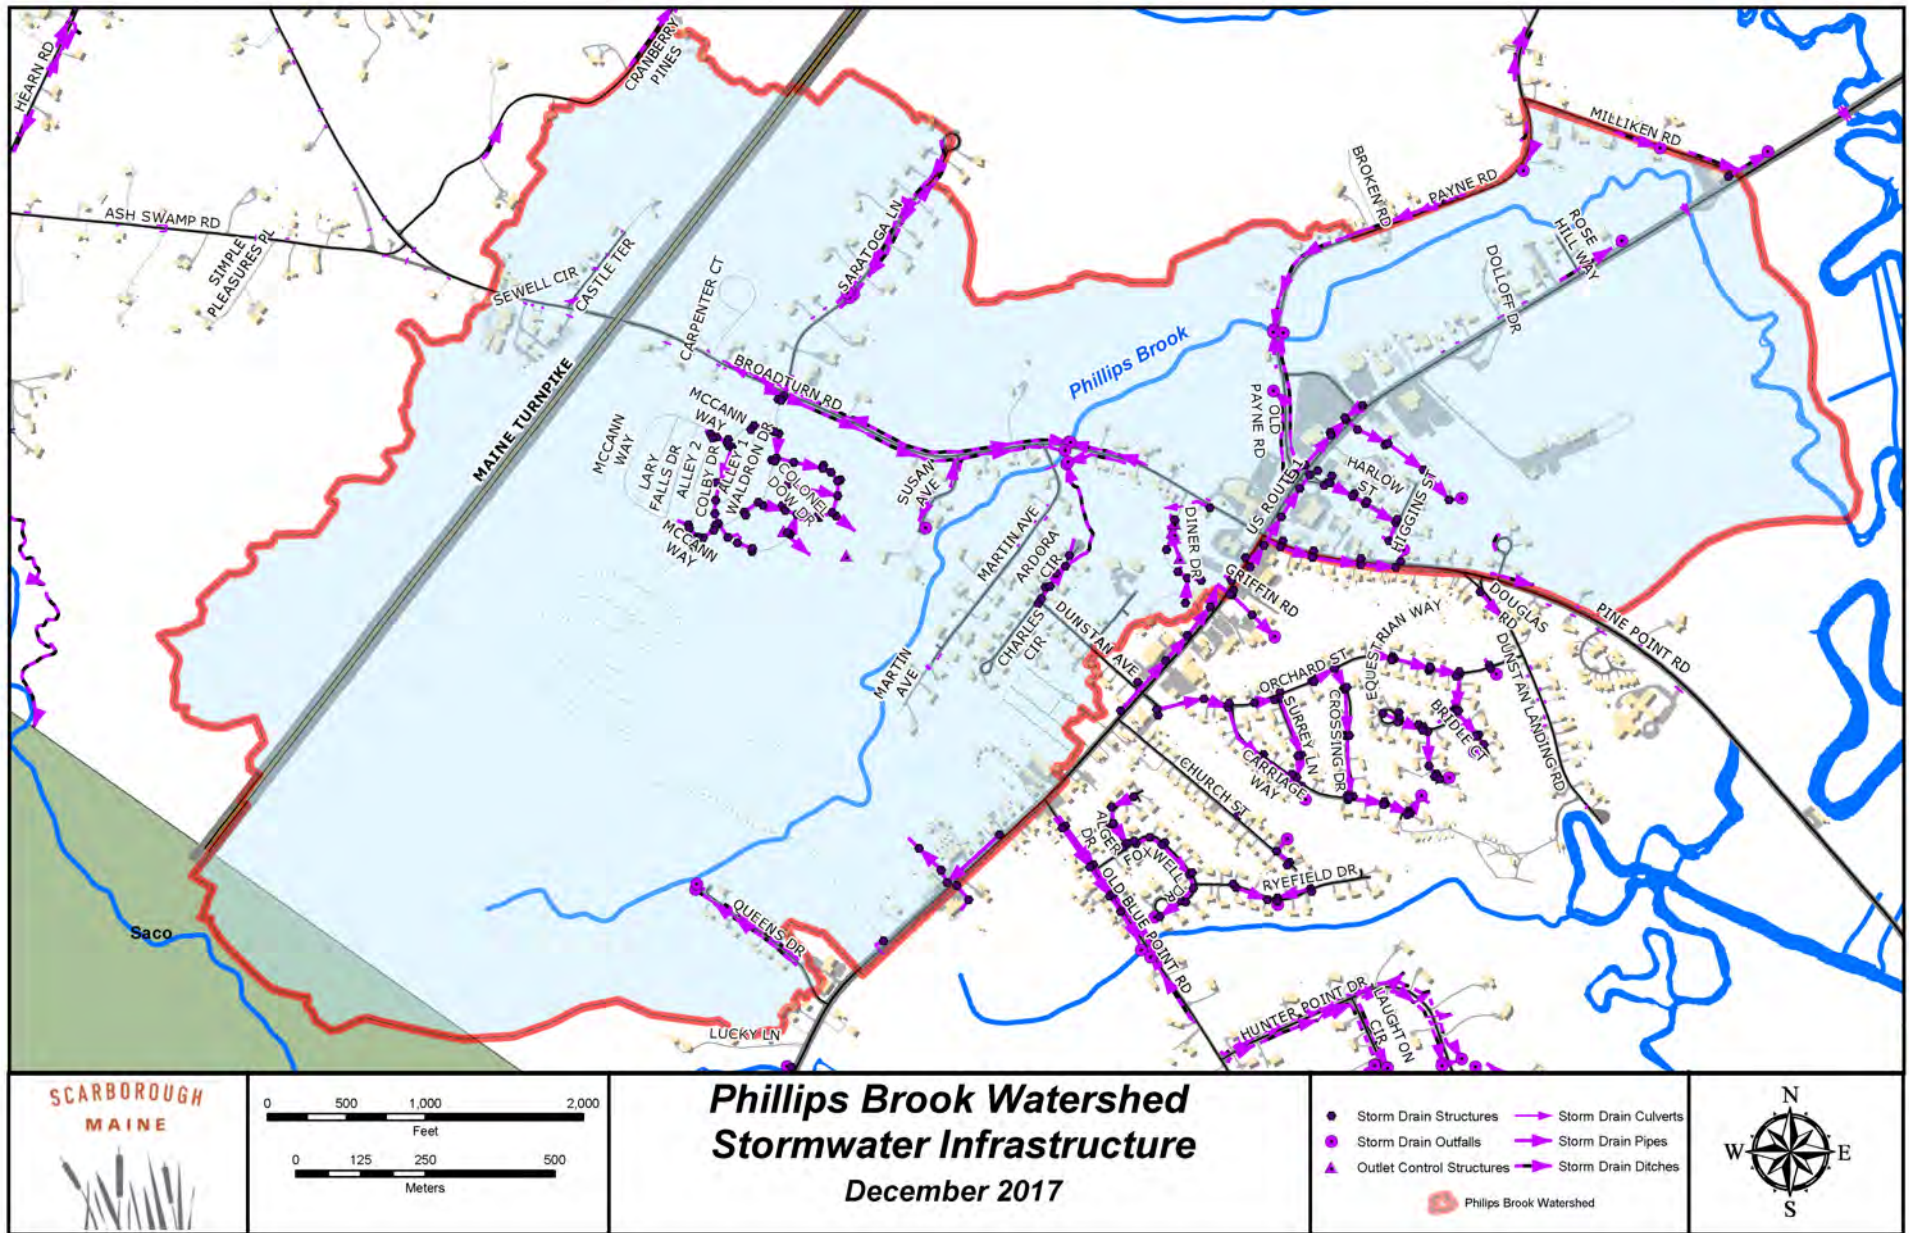 HEARN RD
CRANBERRY
PINES
MILLIKEN RD
BROKEN RD
PAYNE RD
ASH SWAMP RD
SIMPLE
PLEASURES PL
SEWELL CIR
CASTLE TER
SARATOGA LN
CARPENTER CT
ROSE
HILL WAY
DOLLOFF DR
Phillips Brook
MAINE TURNPIKE
BROADTURN RD
OLD
PAYNE RD
MCCANN
WAY
MCCANN
WAY
LARY
FALLS DR
ALLEY 2
COLBY DR
ALLEY 1
WALDRON DR
COLONEL
DOW DR
MCCANN
WAY
SUSAN
AVE
US ROUTE 1
HARLOW
ST
HIGGINS ST
DINER DR
MARTIN AVE
ARDORA
CIR
GRIFFIN RD
DOUGLAS
RD
PINE POINT RD
CHARLES
CIR
DUNSTAN AVE
MARTIN
AVE
EQUESTRIAN WAY
ORCHARD ST
SURREY LN
CROSSING DR
BRIDLE CT
DUNSTAN LANDING RD
CARRIAGE
WAY
CHURCH ST
ALGER
DR
FOXWELL DR
RYEFIELD DR
OLD BLUE POINT RD
QUEENS DR
Saco
LUCKY LN
HUNTER POINT DR
LAUGHTON
CIR
SCARBOROUGH
MAINE
0 500 1,000 2,000
Feet
0 125 250 500
Meters
Phillips Brook Watershed
Stormwater Infrastructure
December 2017
Storm Drain Structures
Storm Drain Outfalls
Outlet Control Structures
Storm Drain Culverts
Storm Drain Pipes
Storm Drain Ditches
Philips Brook Watershed
N
W E
S